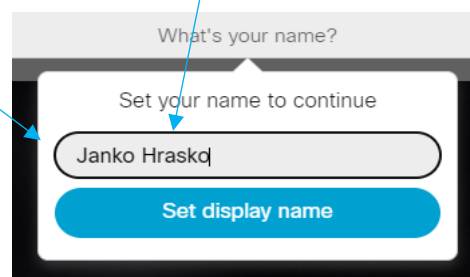 What's your name?
Set your name to continue
Janko Hrasko
Set display name